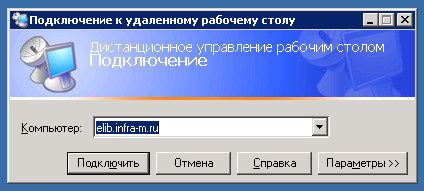 Подключение к удаленному рабочему столу
Дистанционное управление рабочим столом
Подключение
Компьютер: elib.infra-m.ru
Подключить Отмена Справка Параметры >>